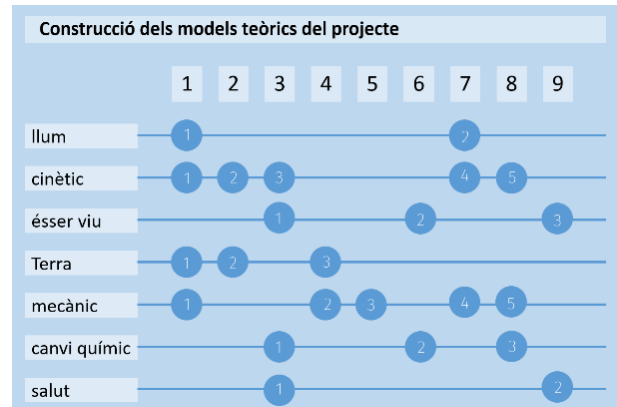 Construcció dels models teòrics del projecte
1 2 3 4 5 6 7 8 9
llum 1 2
cinètic 1 2 3 4 5
ésser viu 1 2 3
Terra 1 2 3
mecànic 1 2 3 4 5
canvi químic 1 2 3
salut 1 2